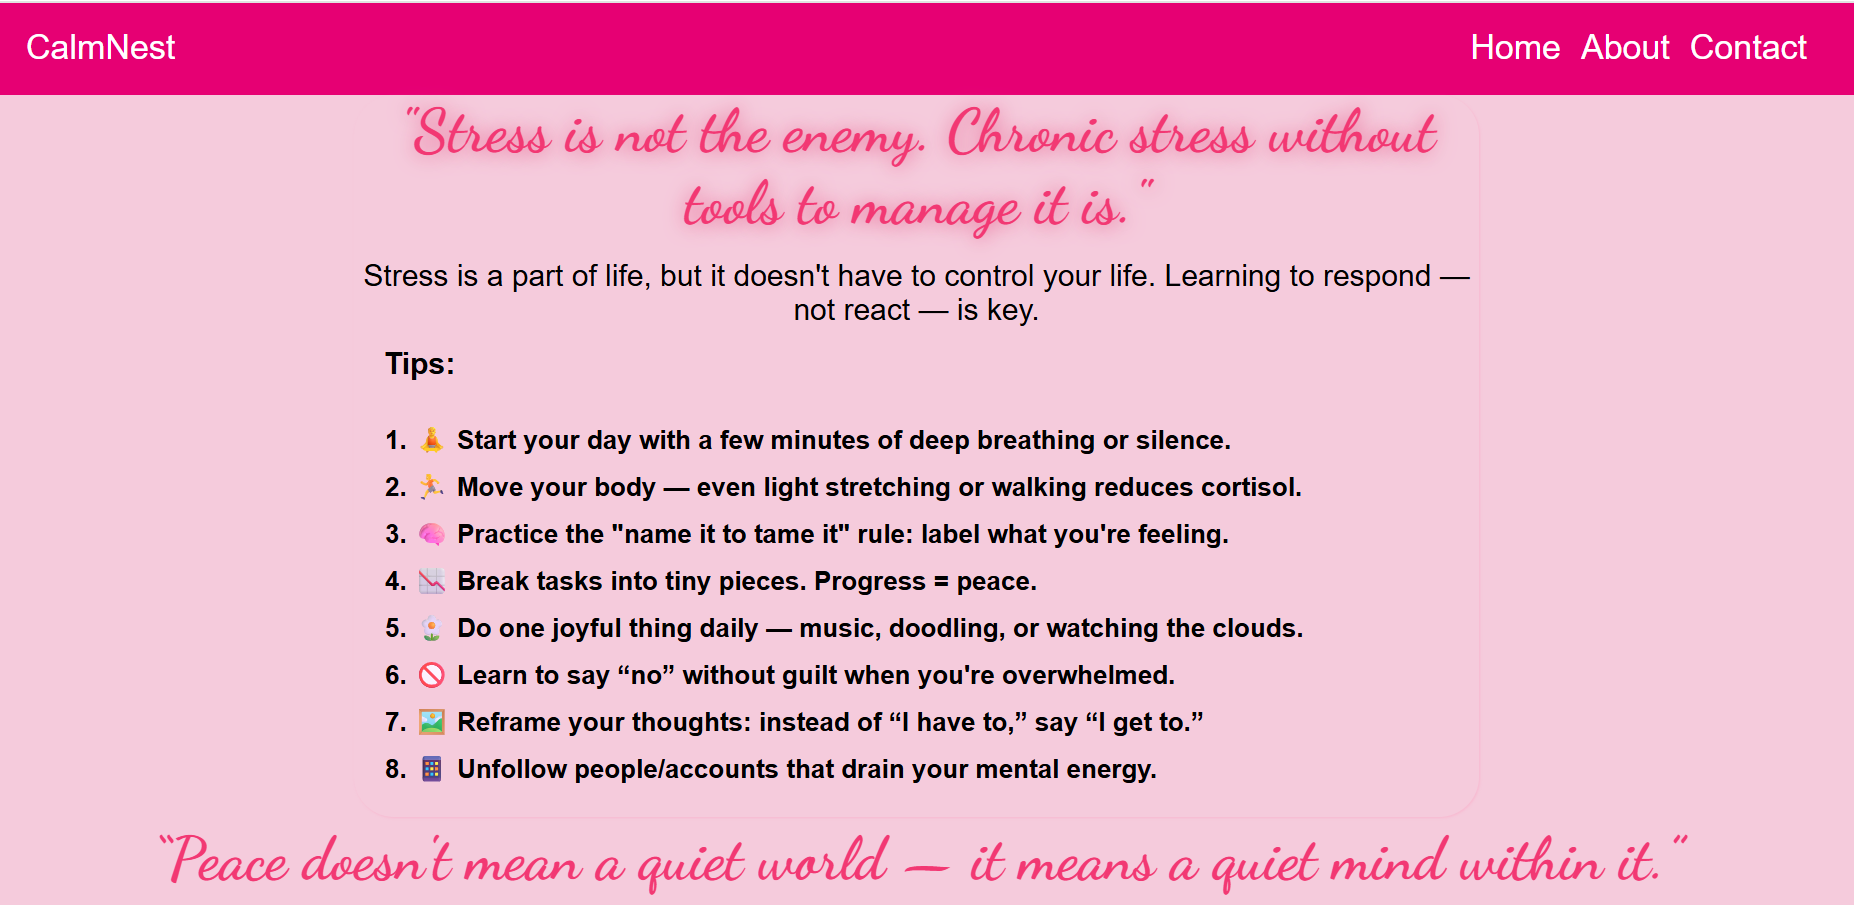 CalmNest
Home About Contact
"Stress is not the enemy. Chronic stress without
tools to manage it is."
Stress is a part of life, but it doesn't have to control your life. Learning to respond —
not react — is key.
Tips:
1. 🧘 Start your day with a few minutes of deep breathing or silence.
2. 🏃 Move your body — even light stretching or walking reduces cortisol.
3. 🧠 Practice the "name it to tame it" rule: label what you're feeling.
4. 📉 Break tasks into tiny pieces. Progress = peace.
5. 🌼 Do one joyful thing daily — music, doodling, or watching the clouds.
6. 🚫 Learn to say “no” without guilt when you're overwhelmed.
7. 🖼️ Reframe your thoughts: instead of “I have to,” say “I get to.”
8. 📱 Unfollow people/accounts that drain your mental energy.
“Peace doesn't mean a quiet world — it means a quiet mind within it.”